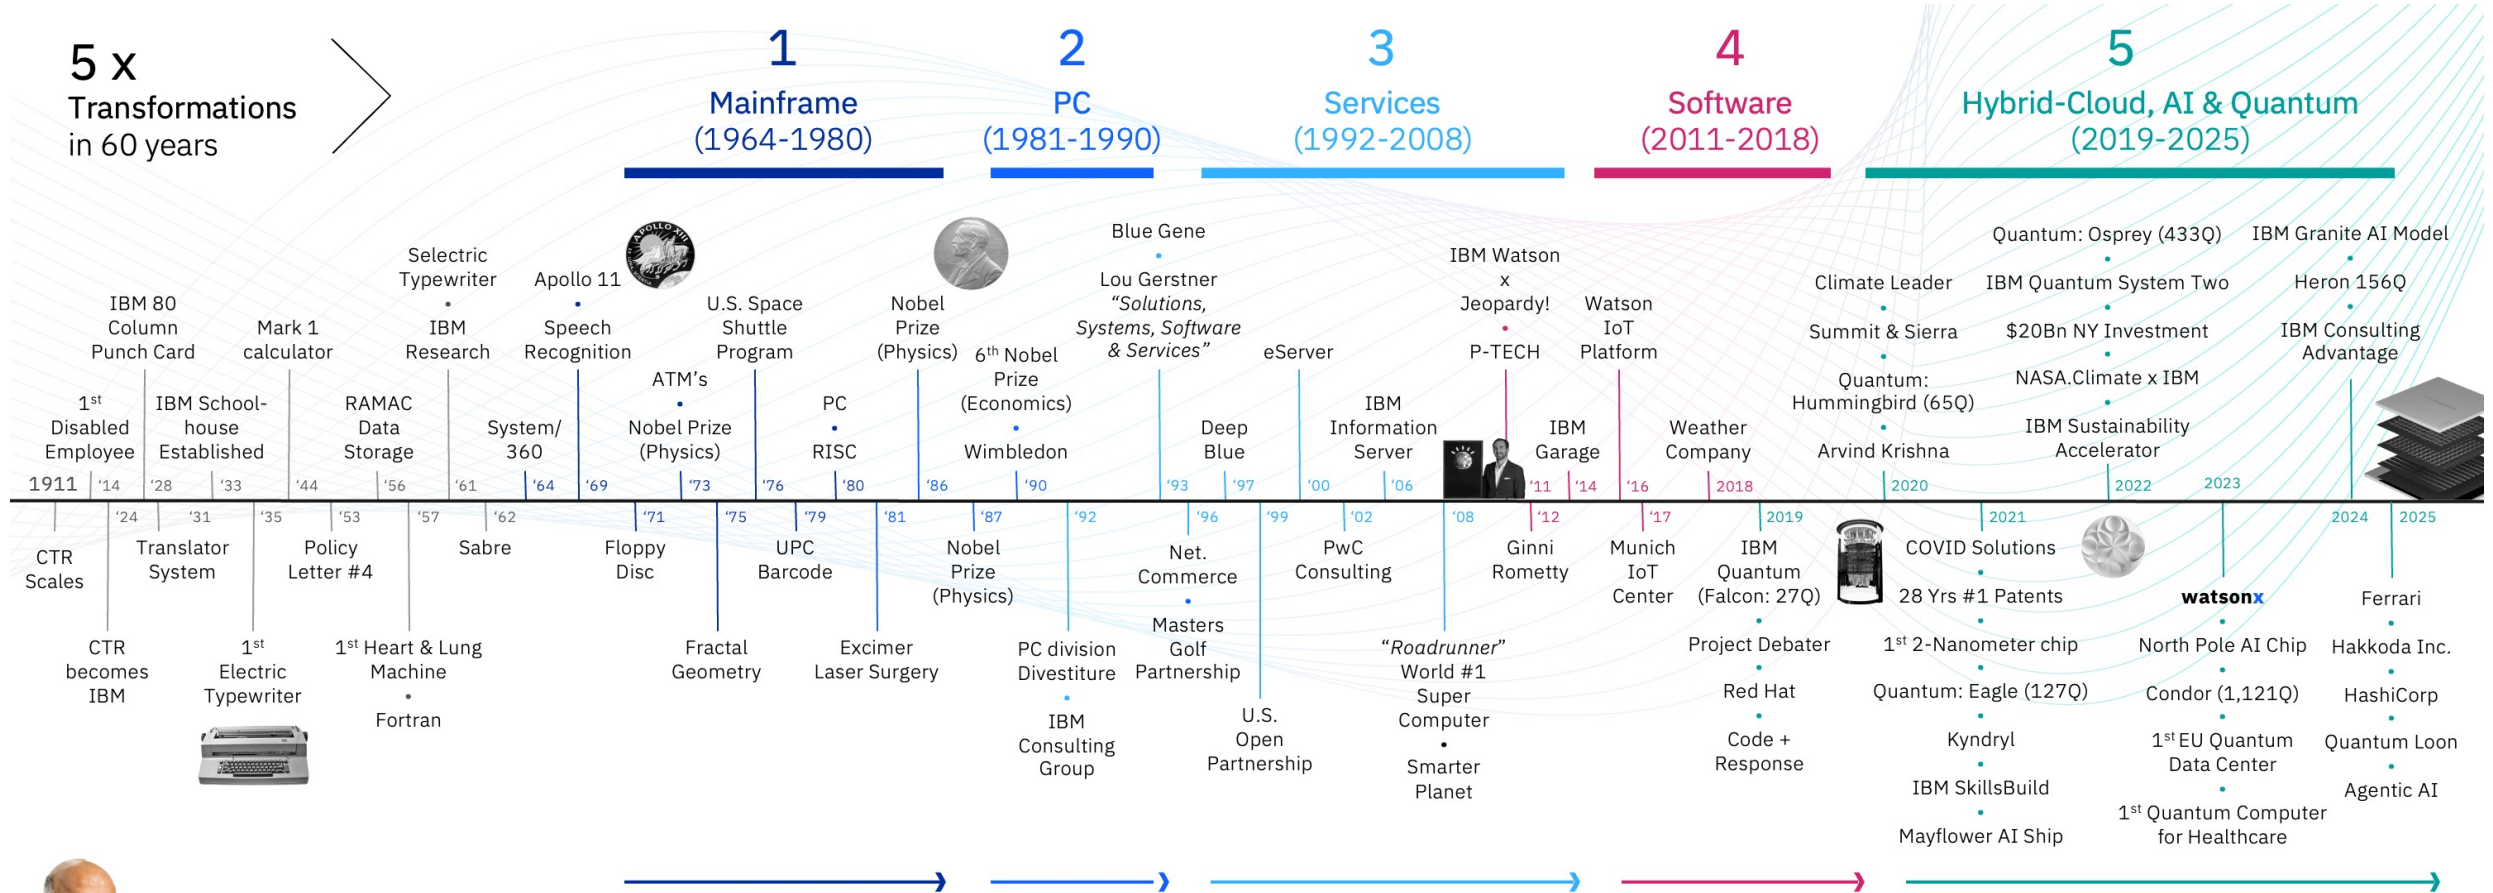 5 x
Transformations
in 60 years
1
Mainframe
(1964-1980)
2
PC
(1981-1990)
3
Services
(1992-2008)
4
Software
(2011-2018)
5
Hybrid-Cloud, AI & Quantum
(2019-2025)
1st
Disabled
Employee
IBM 80
Column
Punch Card
IBM School-
house
Established
Mark 1
calculator
RAMAC
Data
Storage
Selectric
Typewriter
•
IBM
Research
System/
360
Apollo 11
•
Speech
Recognition
APOLLO XIII
ATM’s
•
Nobel Prize
(Physics)
U.S. Space
Shuttle
Program
PC
•
RISC
Nobel
Prize
(Physics)
6th Nobel
Prize
(Economics)
•
Wimbledon
Blue Gene
•
Lou Gerstner
“Solutions,
Systems, Software
& Services”
Deep
Blue
eServer
IBM
Information
Server
IBM Watson
x
Jeopardy!
•
P-TECH
IBM
Garage
Watson
IoT
Platform
Weather
Company
Climate Leader
•
Summit & Sierra
•
Quantum:
Hummingbird (65Q)
•
Arvind Krishna
Quantum: Osprey (433Q)
•
IBM Quantum System Two
•
$20Bn NY Investment
•
NASA.Climate x IBM
•
IBM Sustainability
Accelerator
IBM Granite AI Model
•
Heron 156Q
•
IBM Consulting
Advantage
1911 ‘14 ‘28 ‘33 ‘44 ‘56 ‘61 ‘64 ‘69 ‘73 ‘76 ‘80 ‘86 ‘90 ‘93 ‘97 ‘00 ‘06 ‘11 ‘14 ‘16 2018 2020 2022 2023
‘24 ‘31 ‘35 ‘53 ‘57 ‘62 ‘71 ‘75 ‘79 ‘81 ‘87 ‘92 ‘96 ‘99 ‘02 ‘08 ‘12 ‘17 2019 2021 2024 2025
CTR
Scales
CTR
becomes
IBM
Translator
System
1st
Electric
Typewriter
Policy
Letter #4
1st Heart & Lung
Machine
•
Fortran
Sabre
Floppy
Disc
Fractal
Geometry
UPC
Barcode
Excimer
Laser Surgery
Nobel
Prize
(Physics)
PC division
Divestiture
•
IBM
Consulting
Group
Net.
Commerce
•
Masters
Golf
Partnership
U.S.
Open
Partnership
PwC
Consulting
“Roadrunner”
World #1
Super
Computer
•
Smarter
Planet
Ginni
Rometty
Munich
IoT
Center
IBM
Quantum
(Falcon: 27Q)
•
Project Debater
•
Red Hat
•
Code +
Response
COVID Solutions
•
28 Yrs #1 Patents
•
1st 2-Nanometer chip
•
Quantum: Eagle (127Q)
•
Kyndryl
•
IBM SkillsBuild
•
Mayflower AI Ship
watsonx
•
North Pole AI Chip
•
Condor (1,121Q)
•
1st EU Quantum
Data Center
•
1st Quantum Computer
for Healthcare
Ferrari
•
Hakkoda Inc.
•
HashiCorp
•
Quantum Loon
•
Agentic AI